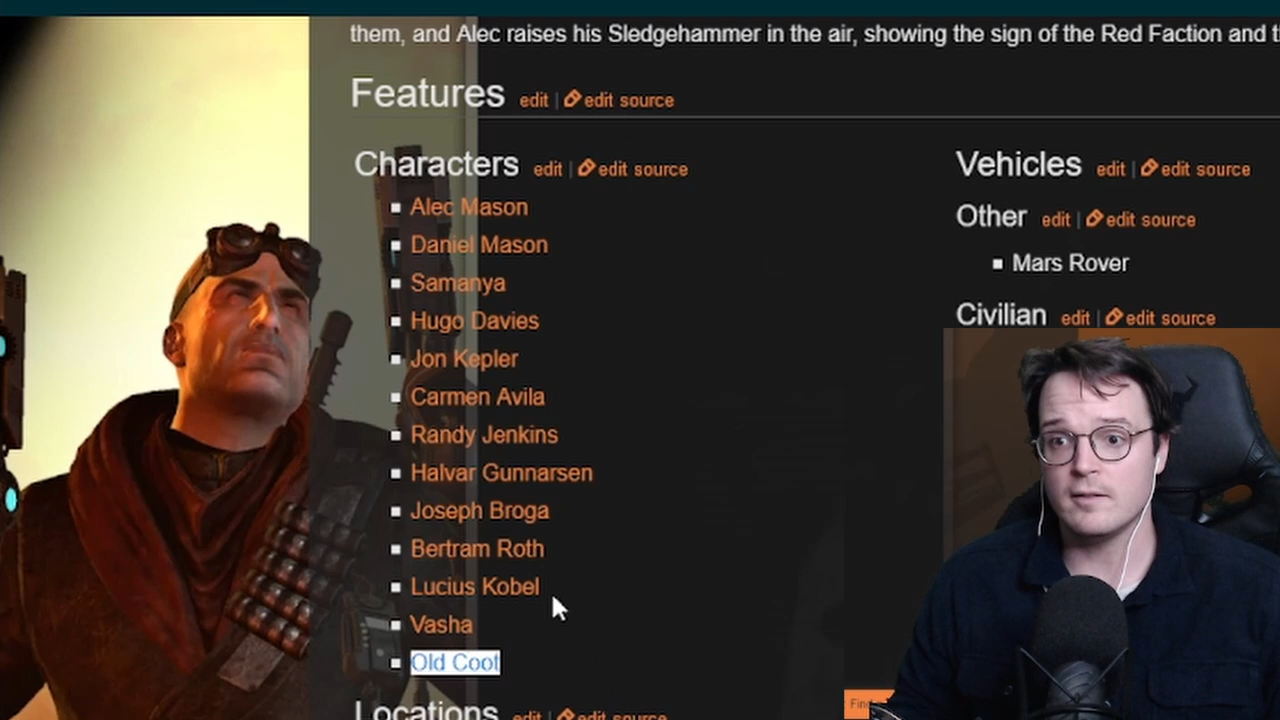 them, and Alec raises his Sledgehammer in the air, showing the sign of the Red Faction and
Features edit | edit source
Characters edit | edit source
Alec Mason
Daniel Mason
Samanya
Hugo Davies
Jon Kepler
Carmen Avila
Randy Jenkins
Halvar Gunnarsen
Joseph Broga
Bertram Roth
Lucius Kobel
Vasha
Old Coot
Locations edit | edit source
Vehicles edit | edit source
Other edit | edit source
Mars Rover
Civilian edit | edit source